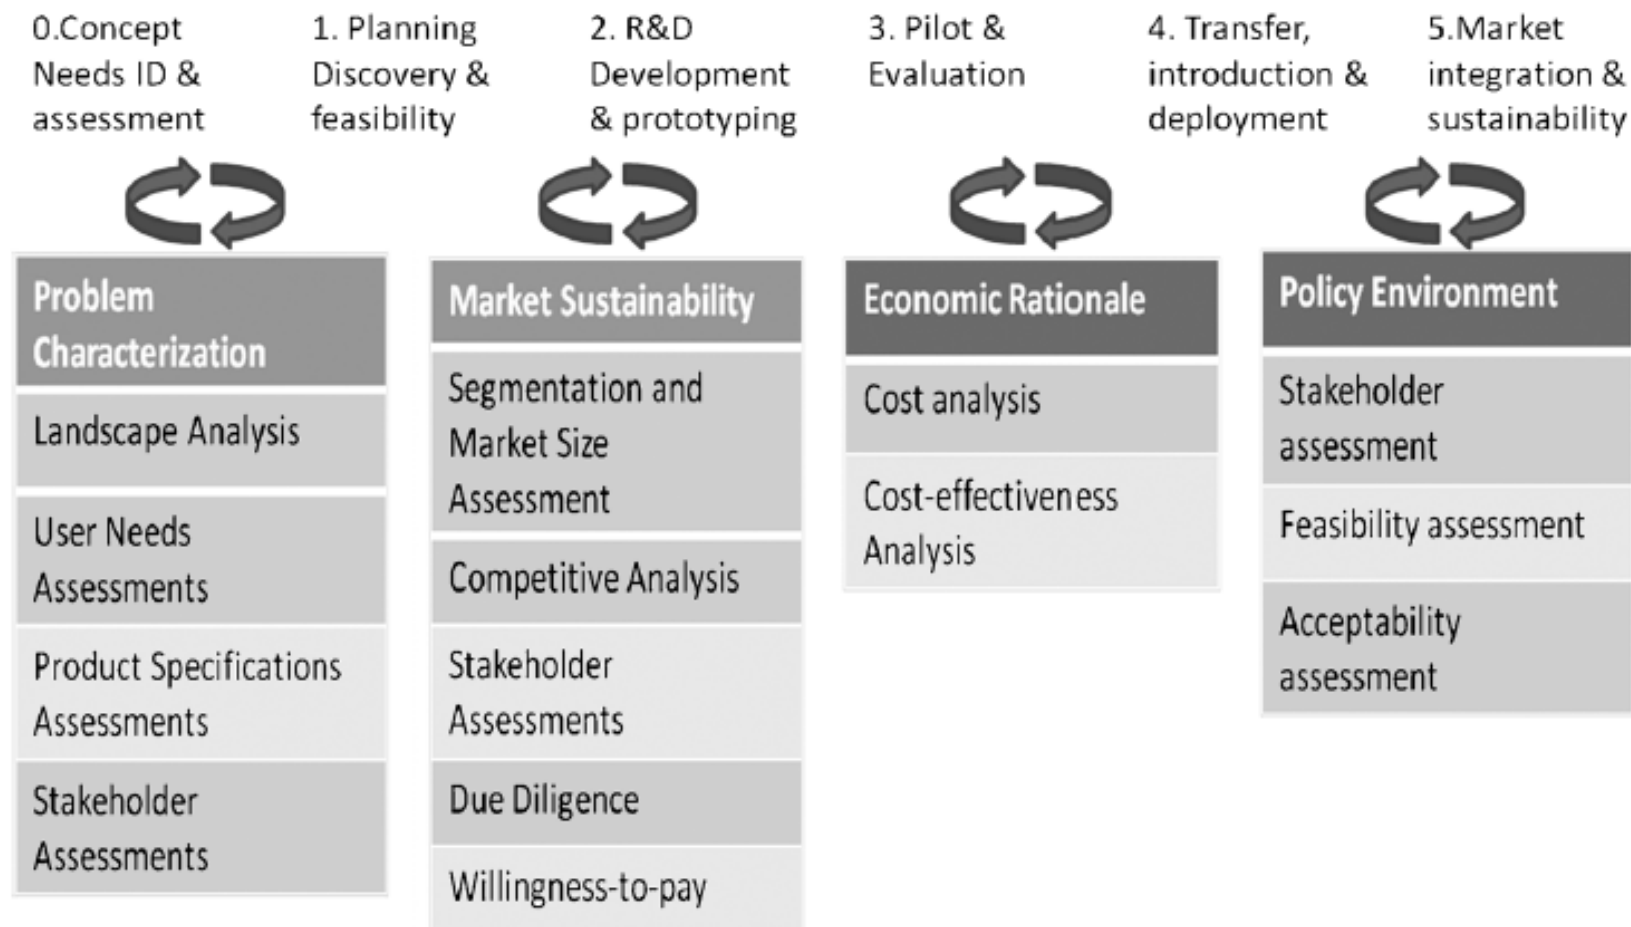 0.Concept
Needs ID &
assessment
1. Planning
Discovery &
feasibility
2. R&D
Development
& prototyping
3. Pilot &
Evaluation
4. Transfer,
introduction &
deployment
5.Market
integration &
sustainability
Problem
Characterization
Landscape Analysis
User Needs
Assessments
Product Specifications
Assessments
Stakeholder
Assessments
Market Sustainability
Segmentation and
Market Size
Assessment
Competitive Analysis
Stakeholder
Assessments
Due Diligence
Willingness-to-pay
Economic Rationale
Cost analysis
Cost-effectiveness
Analysis
Policy Environment
Stakeholder
assessment
Feasibility assessment
Acceptability
assessment